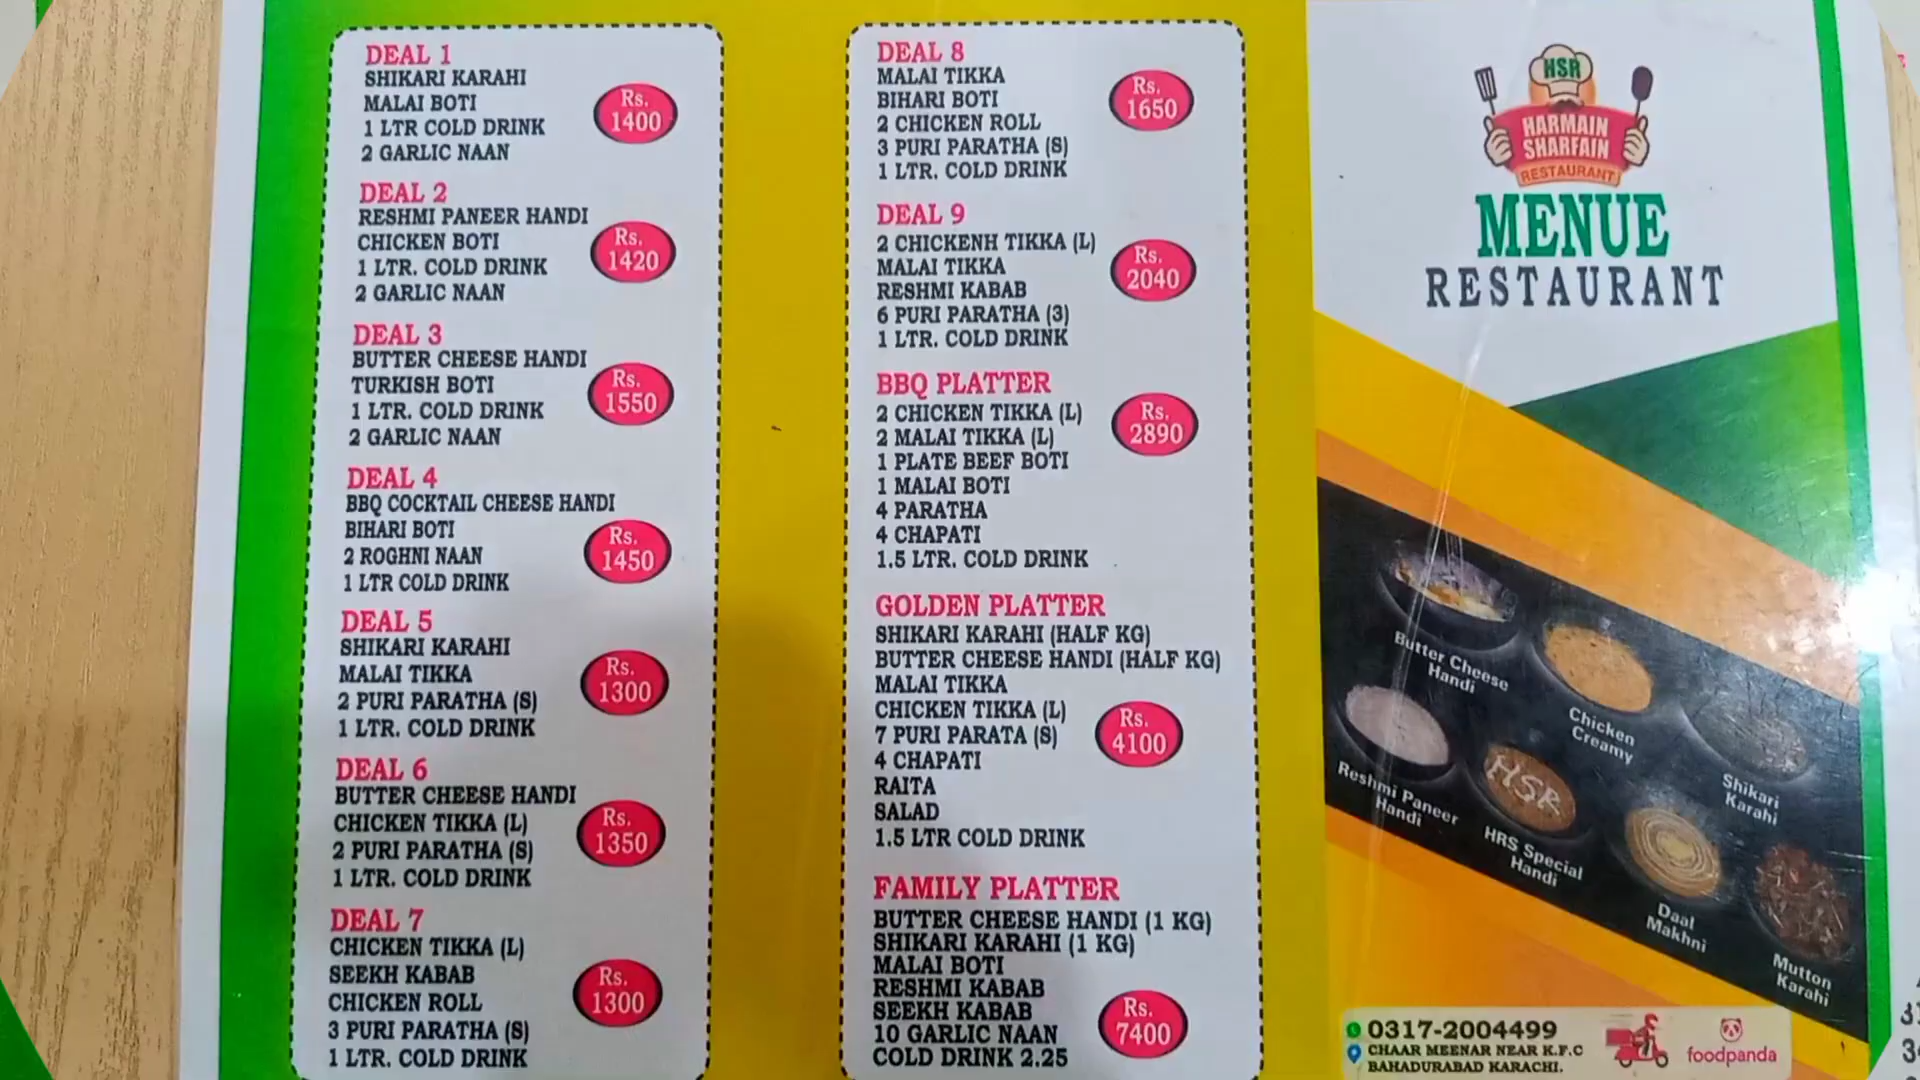 DEAL 1
SHIKARI KARAHI
MALAI BOTI
1 LTR COLD DRINK
2 GARLIC NAAN
Rs.
1400
DEAL 2
RESHMI PANEER HANDI
CHICKEN BOTI
1 LTR. COLD DRINK
2 GARLIC NAAN
Rs.
1420
DEAL 3
BUTTER CHEESE HANDI
TURKISH BOTI
1 LTR. COLD DRINK
2 GARLIC NAAN
Rs.
1550
DEAL 4
BBQ COCKTAIL CHEESE HANDI
BIHARI BOTI
2 ROGHNI NAAN
1 LTR COLD DRINK
Rs.
1450
DEAL 5
SHIKARI KARAHI
MALAI TIKKA
2 PURI PARATHA (S)
1 LTR. COLD DRINK
Rs.
1300
DEAL 6
BUTTER CHEESE HANDI
CHICKEN TIKKA (L)
2 PURI PARATHA (S)
1 LTR. COLD DRINK
Rs.
1350
DEAL 7
CHICKEN TIKKA (L)
SEEKH KABAB
CHICKEN ROLL
3 PURI PARATHA (S)
1 LTR. COLD DRINK
Rs.
1300
DEAL 8
MALAI TIKKA
BIHARI BOTI
2 CHICKEN ROLL
3 PURI PARATHA (S)
1 LTR. COLD DRINK
Rs.
1650
DEAL 9
2 CHICKENH TIKKA (L)
MALAI TIKKA
RESHMI KABAB
6 PURI PARATHA (3)
1 LTR. COLD DRINK
Rs.
2040
BBQ PLATTER
2 CHICKEN TIKKA (L)
2 MALAI TIKKA (L)
1 PLATE BEEF BOTI
1 MALAI BOTI
4 PARATHA
4 CHAPATI
1.5 LTR. COLD DRINK
Rs.
2890
GOLDEN PLATTER
SHIKARI KARAHI (HALF KG)
BUTTER CHEESE HANDI (HALF KG)
MALAI TIKKA
CHICKEN TIKKA (L)
7 PURI PARATA (S)
4 CHAPATI
RAITA
SALAD
1.5 LTR COLD DRINK
Rs.
4100
FAMILY PLATTER
BUTTER CHEESE HANDI (1 KG)
SHIKARI KARAHI (1 KG)
MALAI BOTI
RESHMI KABAB
SEEKH KABAB
10 GARLIC NAAN
COLD DRINK 2.25
Rs.
7400
HSR
HARMAIN
SHARFAIN
RESTAURANT
MENUE
RESTAURANT
Butter Cheese
Handi
Chicken
Creamy
Shikari
Karahi
Reshmi Paneer
Handi
HSR
HRS Special
Handi
Daal
Makhni
Mutton
Karahi
0317-2004499
CHAAR MEENAR NEAR K.F.C
BAHADURABAD KARACHI.
foodpanda